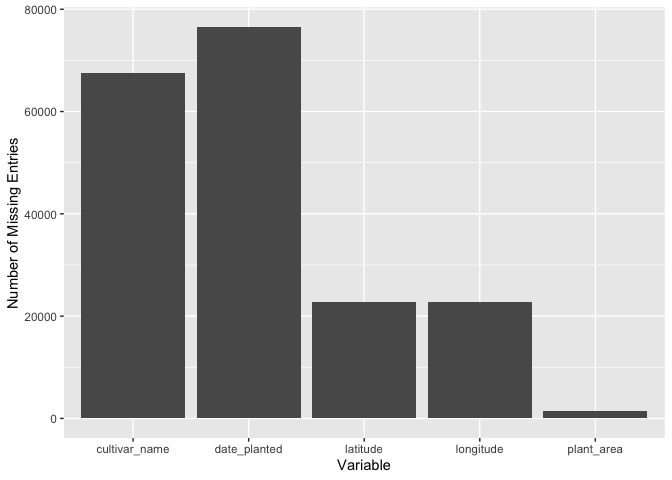 80000
60000
40000
20000
0
Number of Missing Entries
cultivar_name date_planted latitude longitude plant_area
Variable